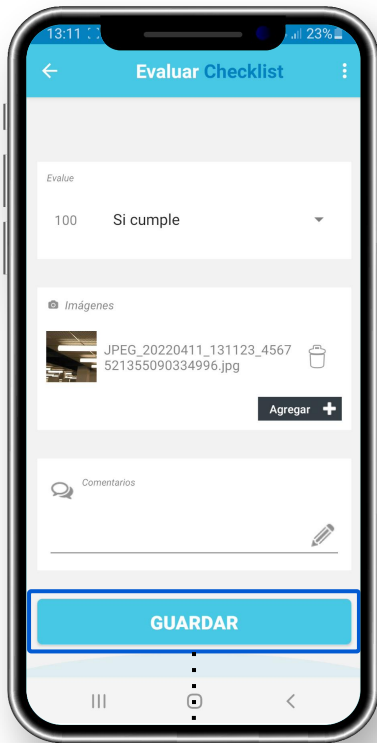 13:11
23%
Evaluar Checklist
Evalue
100 Si cumple
Imágenes
JPEG_20220411_131123_4567
521355090334996.jpg
Agregar
Comentarios
GUARDAR